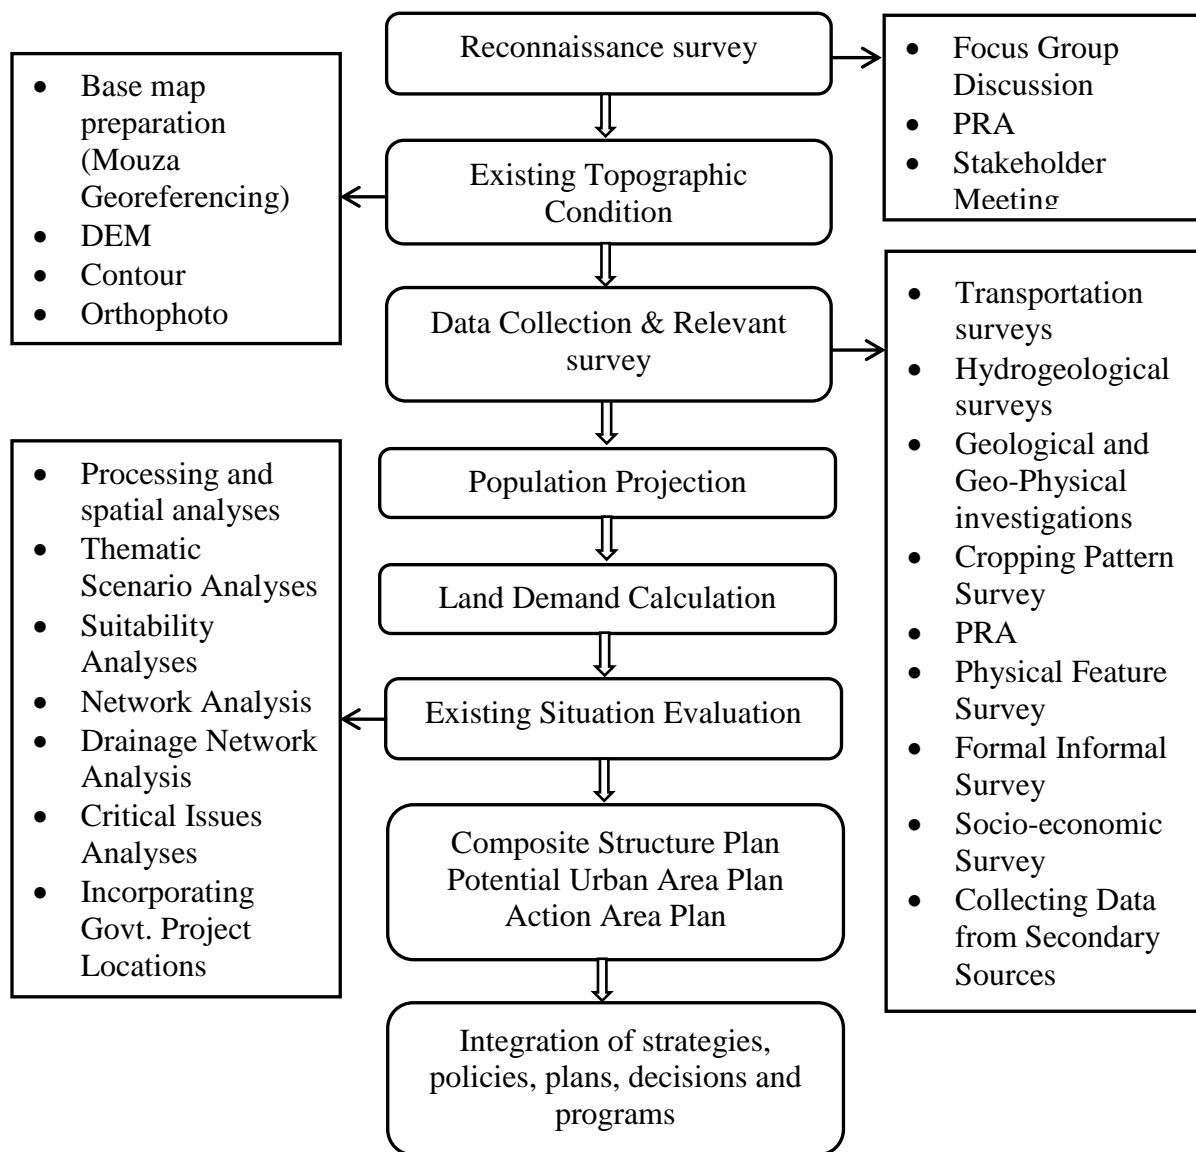 Reconnaissance survey
• Focus Group
Discussion
• PRA
• Stakeholder
Meeting
• Base map
preparation
(Mouza
Georeferencing)
• DEM
• Contour
• Orthophoto
Existing Topographic
Condition
Data Collection & Relevant
survey
• Transportation
surveys
• Hydrogeological
surveys
• Geological and
Geo-Physical
investigations
• Cropping Pattern
Survey
• PRA
• Physical Feature
Survey
• Formal Informal
Survey
• Socio-economic
Survey
• Collecting Data
from Secondary
Sources
Population Projection
Land Demand Calculation
Existing Situation Evaluation
• Processing and
spatial analyses
• Thematic
Scenario Analyses
• Suitability
Analyses
• Network Analysis
• Drainage Network
Analysis
• Critical Issues
Analyses
• Incorporating
Govt. Project
Locations
Composite Structure Plan
Potential Urban Area Plan
Action Area Plan
Integration of strategies,
policies, plans, decisions and
programs